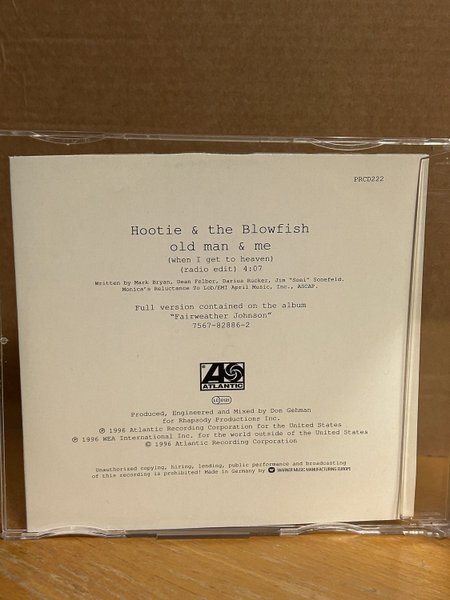 PRCD222
Hootie & the Blowfish
old man & me
(when I get to heaven)
(radio edit) 4:07
Written by Mark Bryan, Dean Felber, Darius Rucker, Jim "Soni" Sonefeld.
Monica's Reluctance To Lob/EMI April Music, Inc., ASCAP.
Full version contained on the album
"Fairweather Johnson"
7567-82886-2
ATLANTIC
Produced, Engineered and Mixed by Don Gehman
for Rhapsody Productions Inc.
℗ 1996 Atlantic Recording Corporation for the United States
℗ 1996 WEA International Inc. for the world outside of the United States
© 1996 Atlantic Recording Corporation
Unauthorized copying, hiring, lending, public performance and broadcasting
of this recording is prohibited! Made in Germany by WARNER MUSIC MANUFACTURING EUROPE